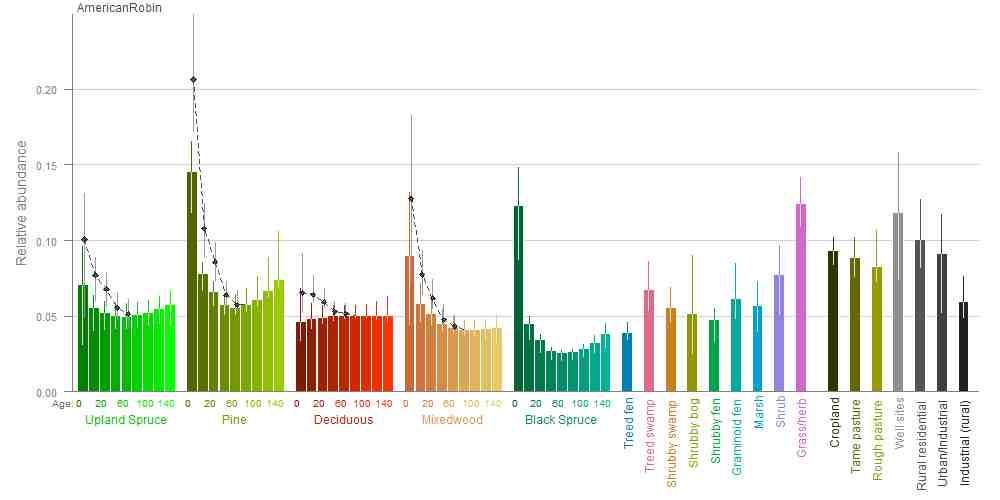 AmericanRobin
Relative abundance
0.20
0.15
0.10
0.05
0.00
Age: 0 20 60 100 140 0 20 60 100 140 0 20 60 100 140 0 20 60 100 140 0 20 60 100 140
Upland Spruce Pine Deciduous Mixedwood Black Spruce
Treed fen
Treed swamp
Shrubby swamp
Shrubby bog
Shrubby fen
Graminoid fen
Marsh
Shrub
Grass/herb
Cropland
Tame pasture
Rough pasture
Well sites
Rural residential
Urban/Industrial
Industrial (rural)